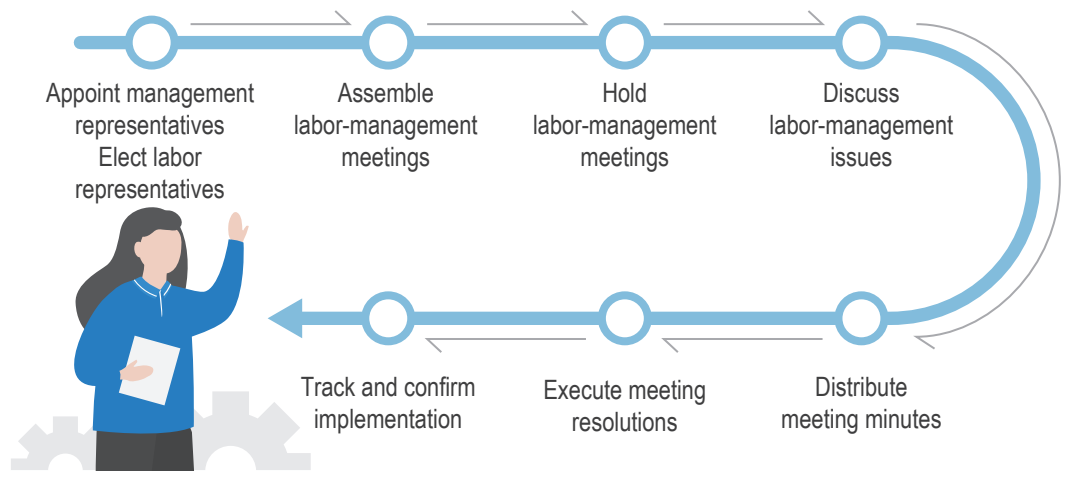 Appoint management
representatives
Elect labor
representatives
Assemble
labor-management
meetings
Hold
labor-management
meetings
Discuss
labor-management
issues
Distribute
meeting minutes
Execute meeting
resolutions
Track and confirm
implementation